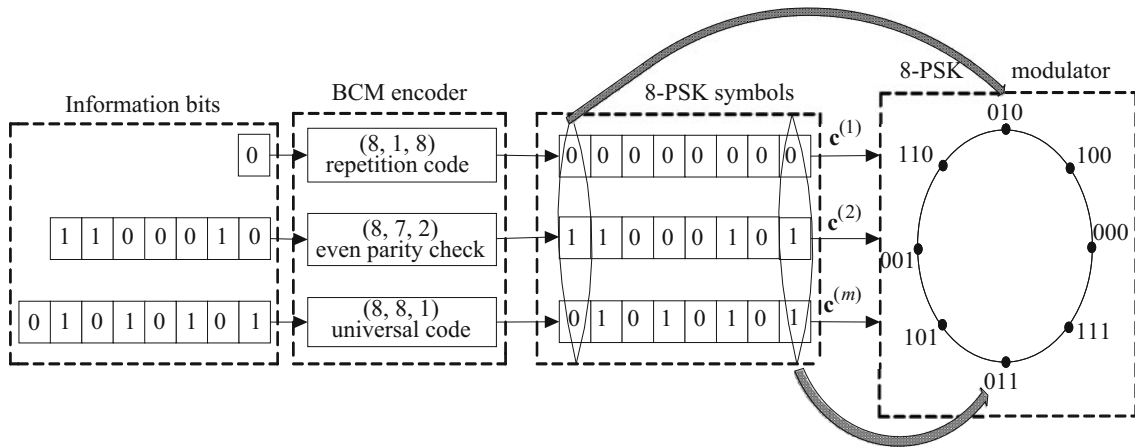 8-PSK modulator
Information bits
BCM encoder
8-PSK symbols
010
0
(8, 1, 8)
repetition code
0 0 0 0 0 0 0 0
c(1)
110
100
1 1 0 0 0 1 0
(8, 7, 2)
even parity check
1 1 0 0 0 1 0 1
c(2)
001
000
0 1 0 1 0 1 0 1
(8, 8, 1)
universal code
0 1 0 1 0 1 0 1
c(m)
101
111
011